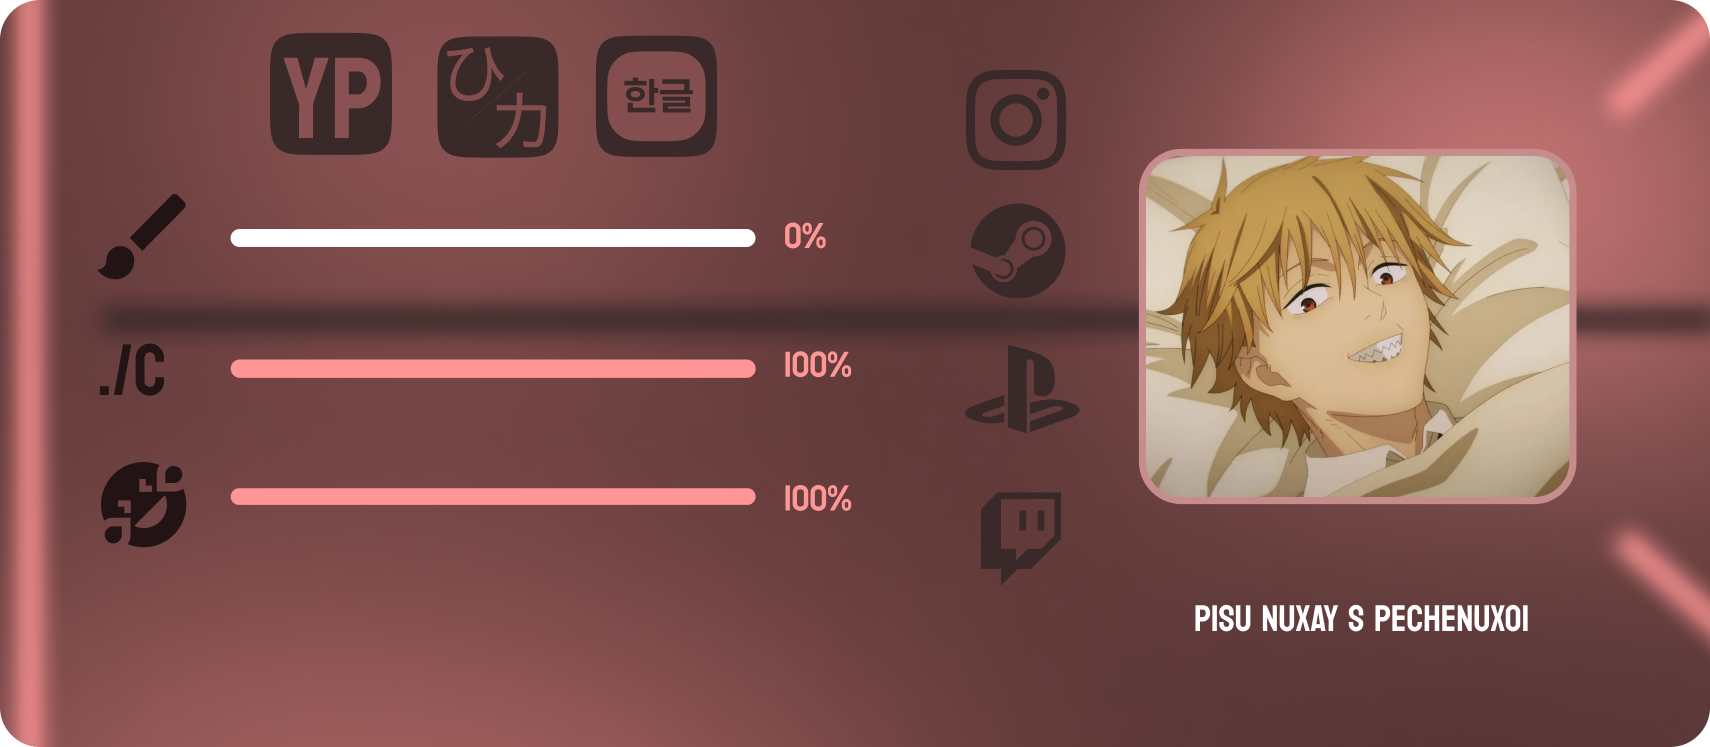 YP
ひ/カ
한글
0%
./C
100%
100%
PISU NUXAY S PECHENUXOI